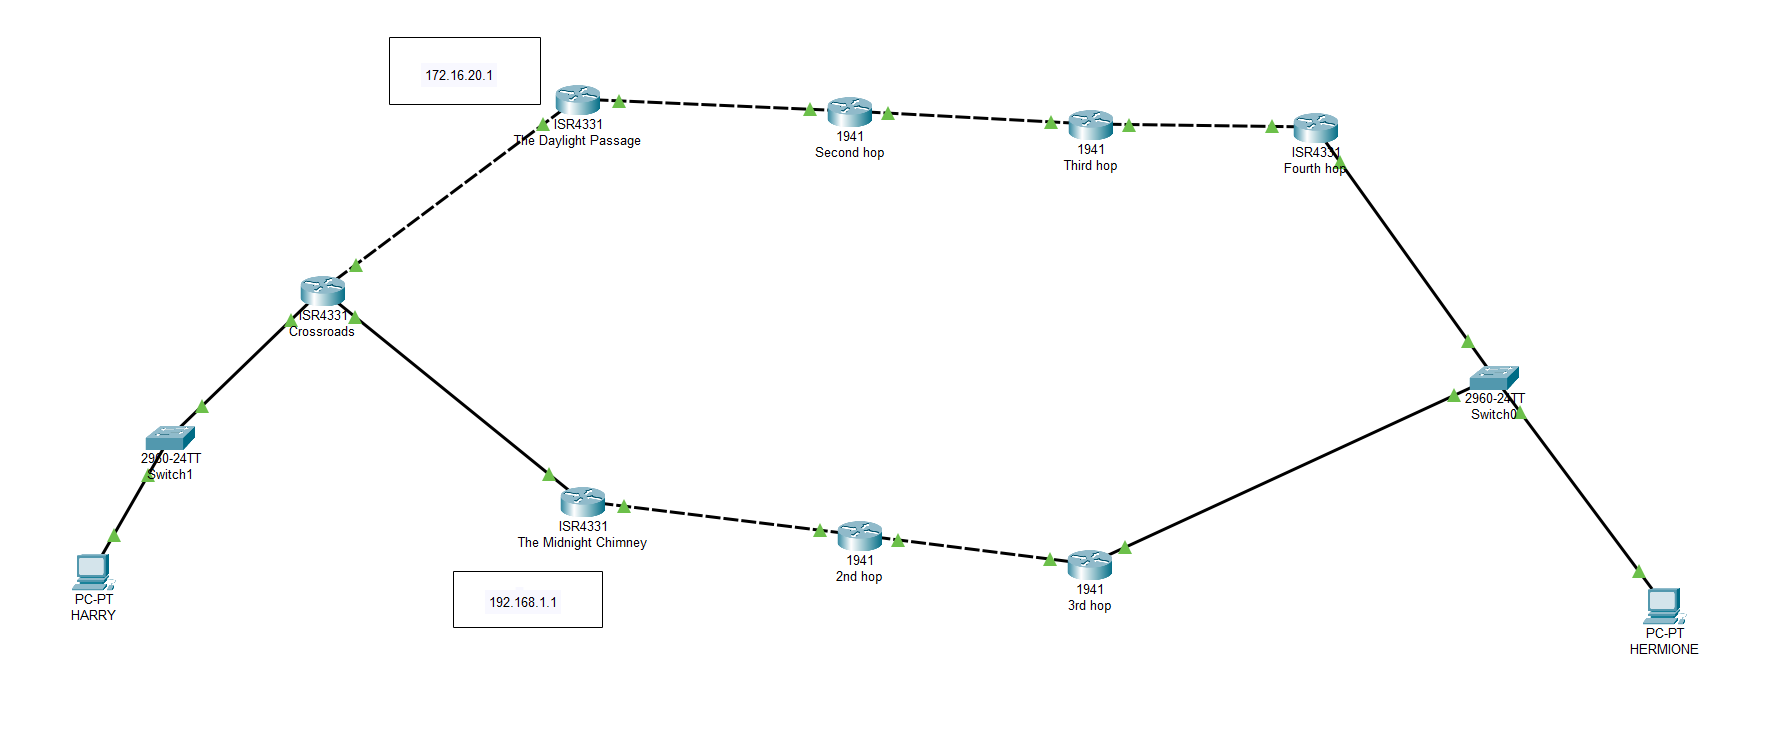 172.16.20.1
ISR4331
The Daylight Passage
1941
Second hop
1941
Third hop
ISR4331
Fourth hop
ISR4331
Crossroads
2960-24TT
Switch0
2960-24TT
Switch1
ISR4331
The Midnight Chimney
1941
2nd hop
1941
3rd hop
192.168.1.1
PC-PT
HARRY
PC-PT
HERMIONE